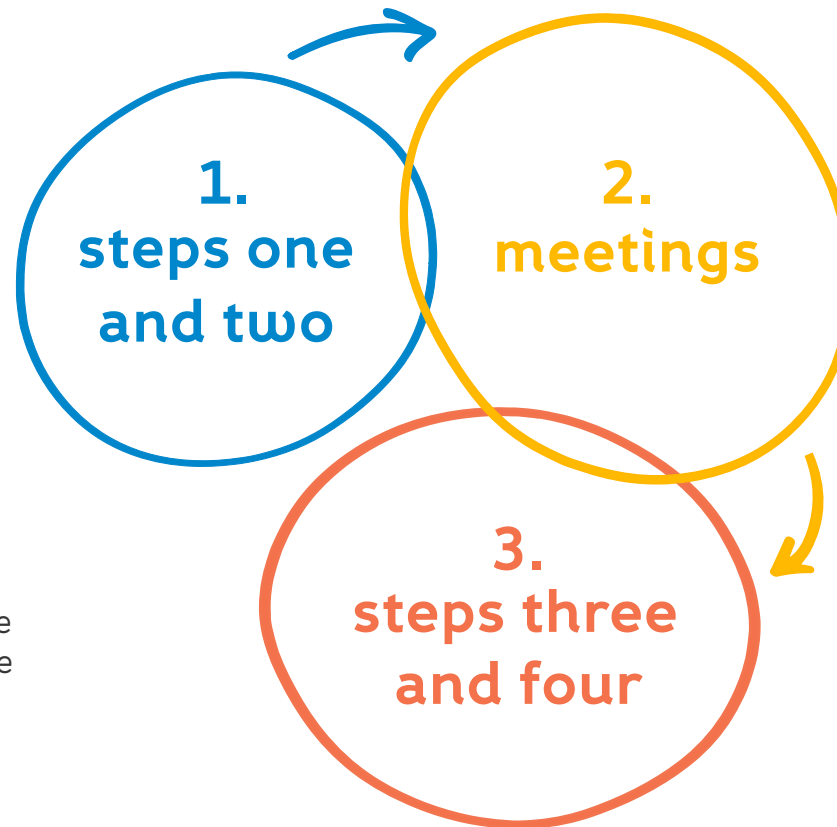 1.
steps one
and two
2.
meetings
3.
steps three
and four